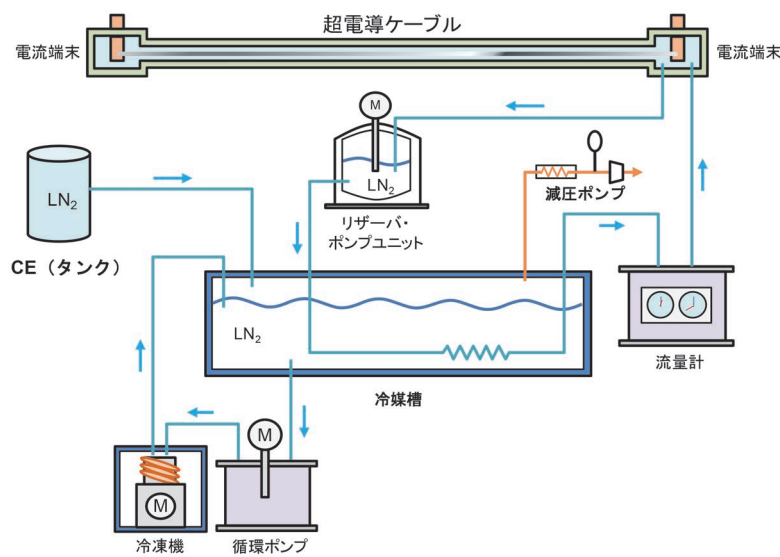 超電導ケーブル
電流端末
電流端末
M
LN2
リザーバ・
ポンプユニット
減圧ポンプ
LN2
CE（タンク）
LN2
冷媒槽
流量計
M
M
冷凍機
循環ポンプ